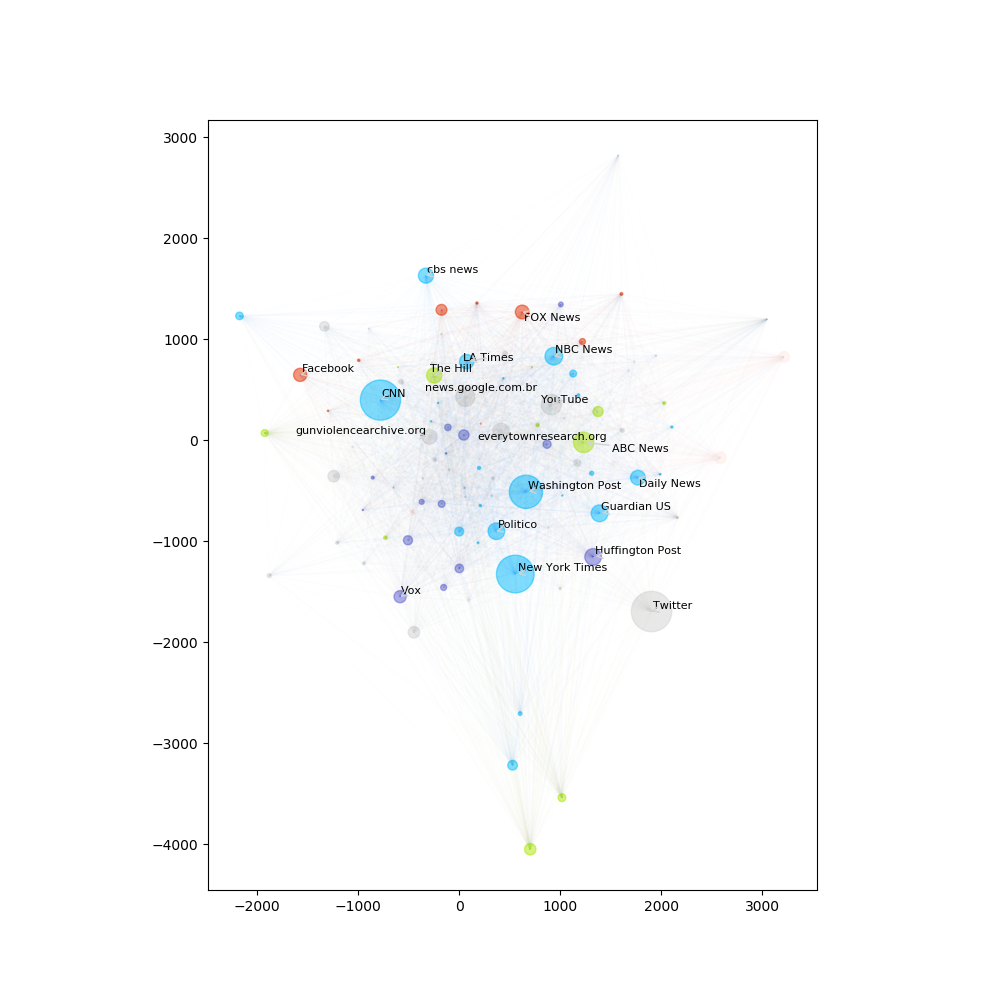 3000
2000
1000
0
−1000
−2000
−3000
−4000
cbs news
FOX News
NBC News
LA Times
The Hill
Facebook
news.google.com.br
CNN
YouTube
gunviolencearchive.org
everytownresearch.org
ABC News
Daily News
Washington Post
Guardian US
Politico
Huffington Post
New York Times
Vox
Twitter
−2000
−1000
0
1000
2000
3000